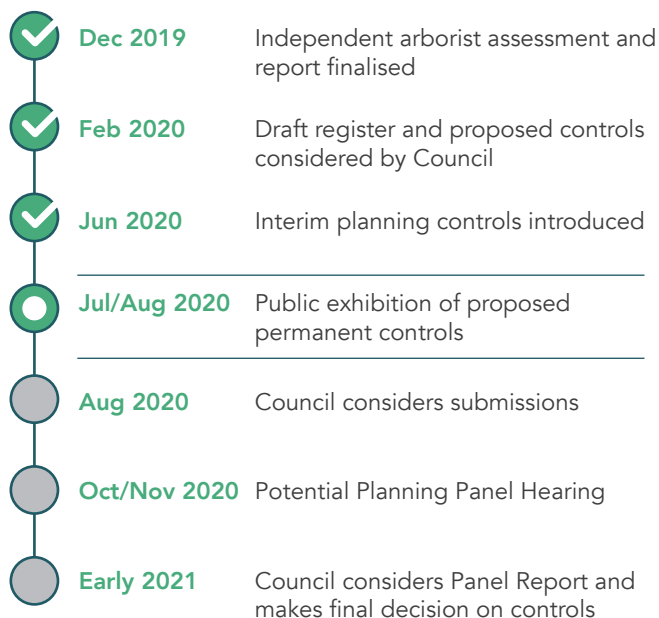 Dec 2019 Independent arborist assessment and
report finalised
Feb 2020 Draft register and proposed controls
considered by Council
Jun 2020 Interim planning controls introduced
Jul/Aug 2020 Public exhibition of proposed
permanent controls
Aug 2020 Council considers submissions
Oct/Nov 2020 Potential Planning Panel Hearing
Early 2021 Council considers Panel Report and
makes final decision on controls